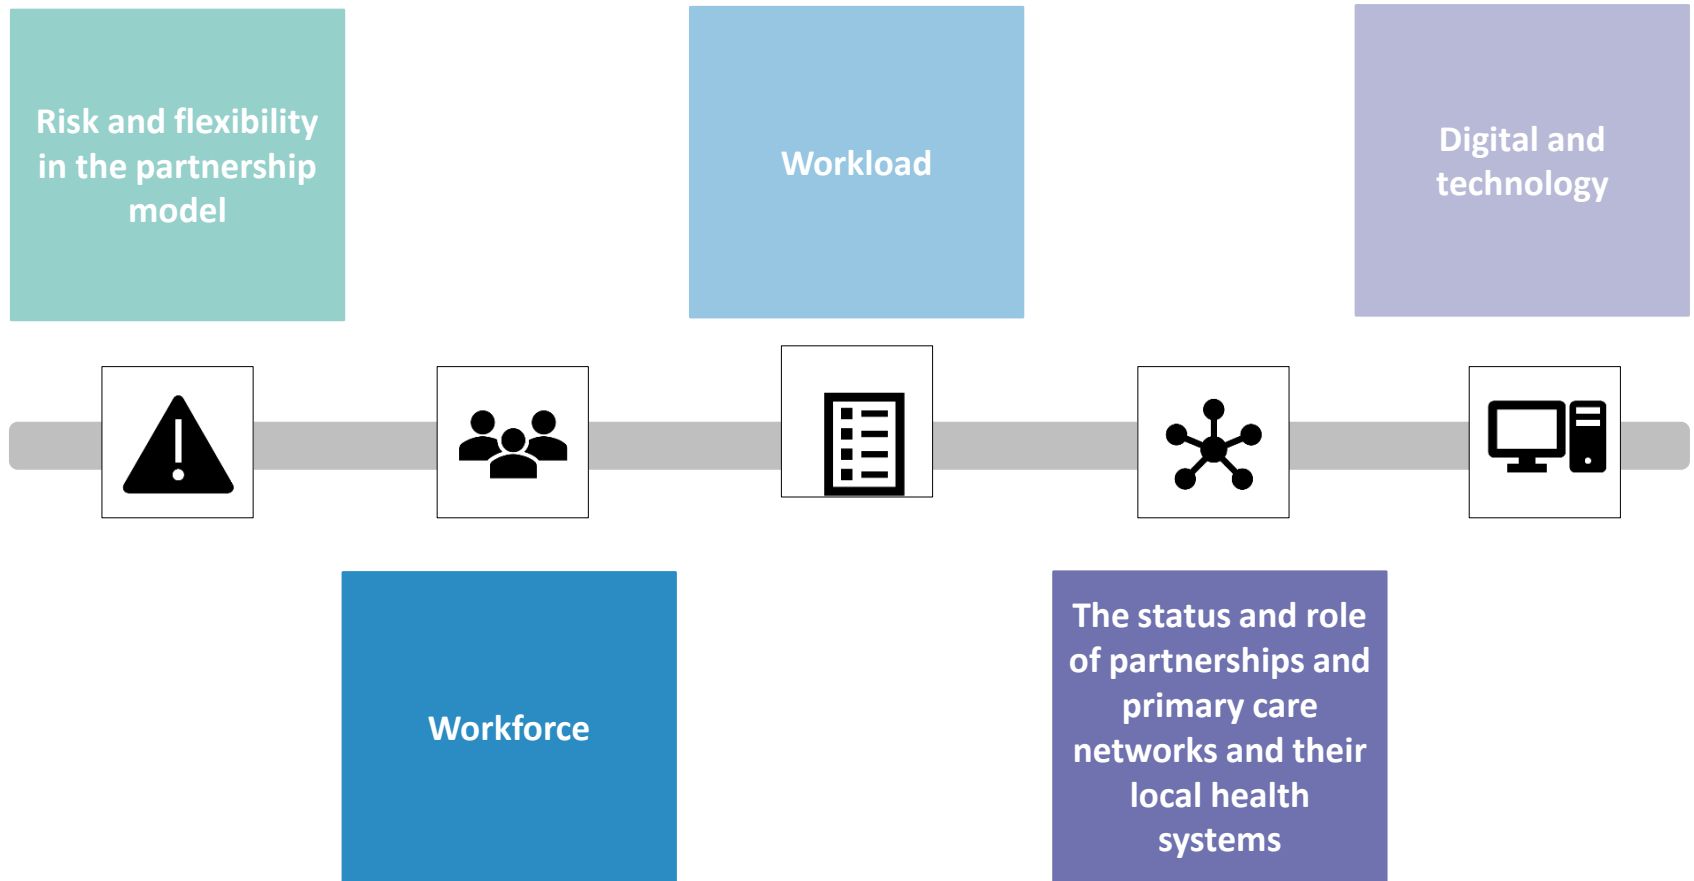 Risk and flexibility
in the partnership
model
Workload
Digital and
technology
Workforce
The status and role
of partnerships and
primary care
networks and their
local health
systems